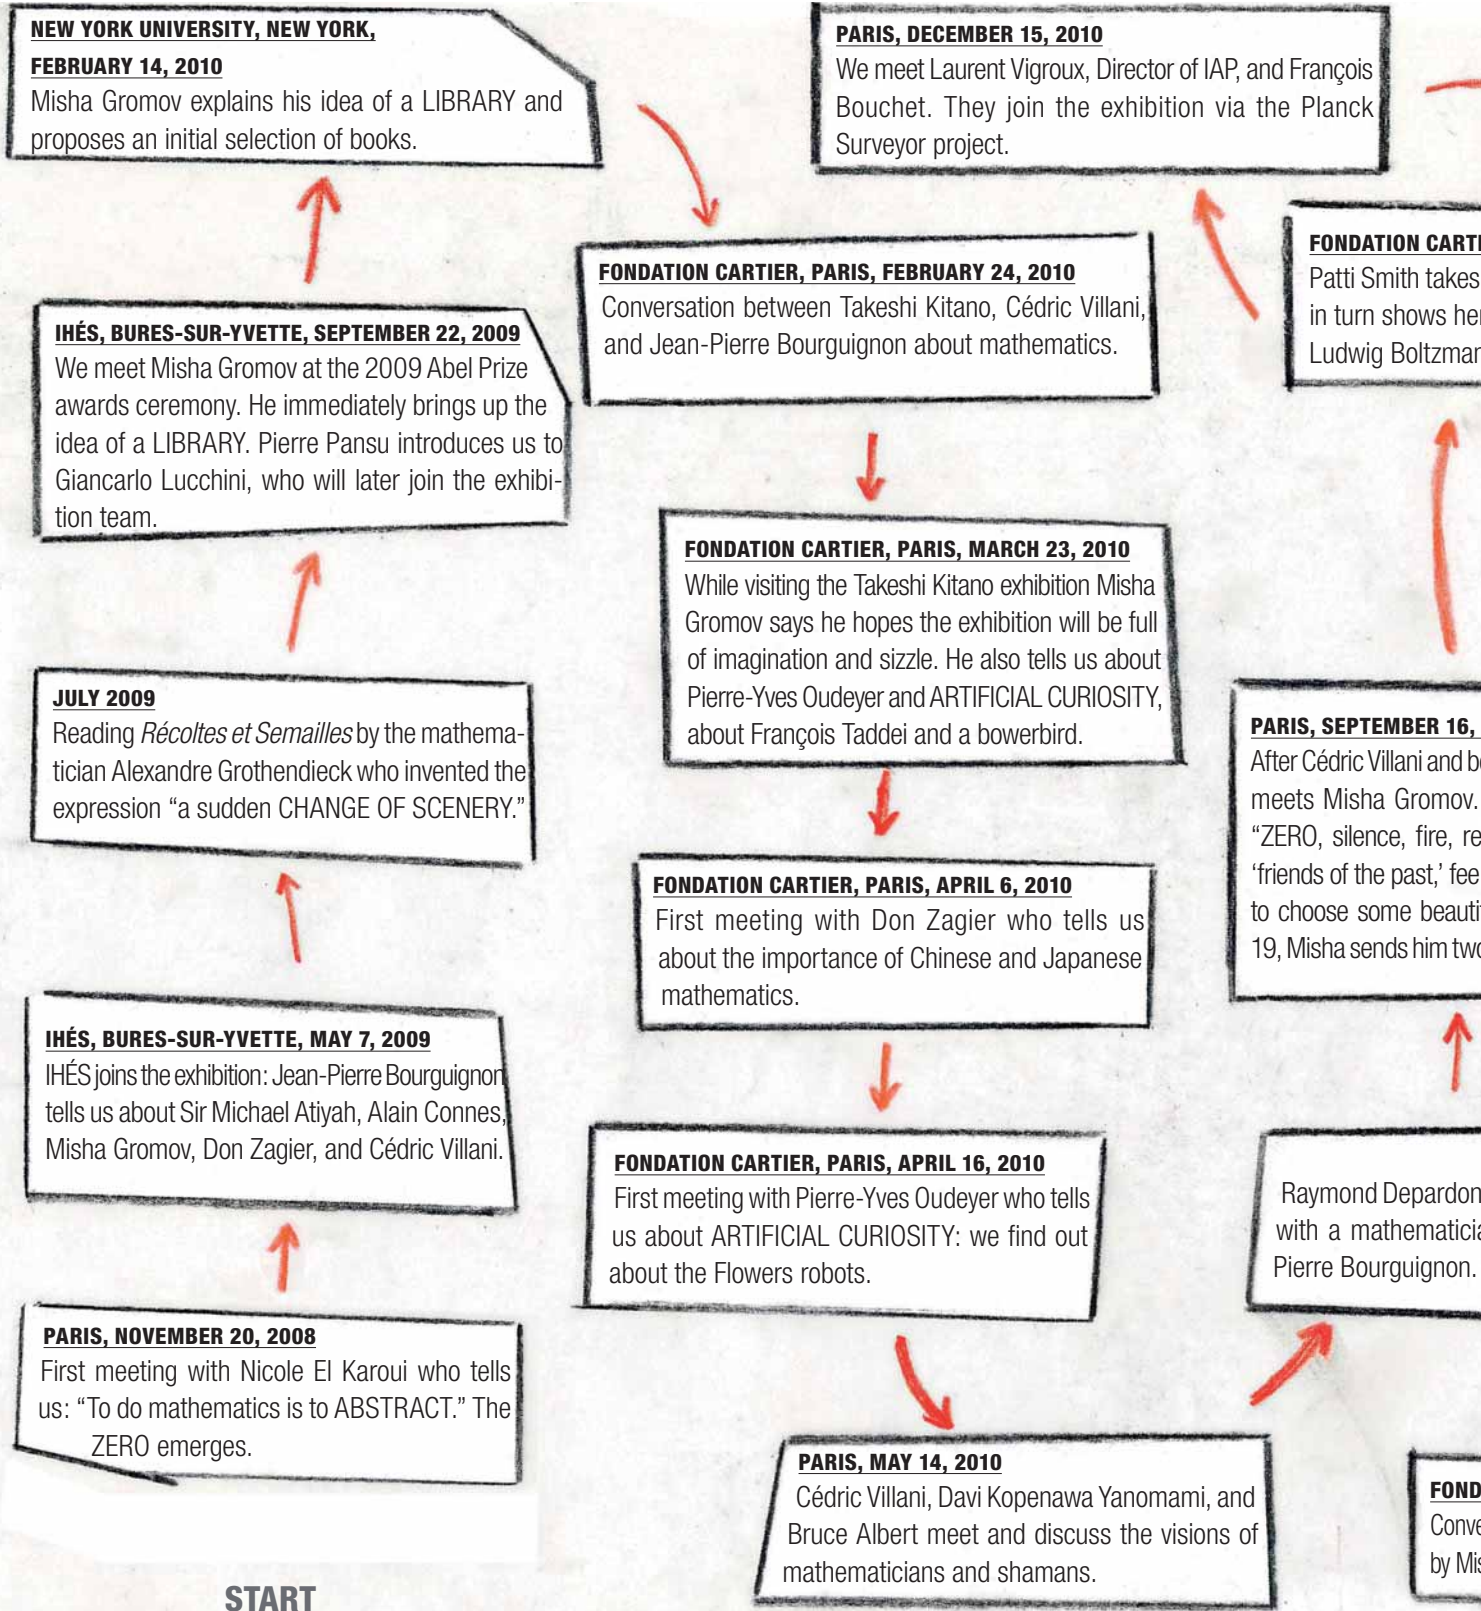 START
PARIS, NOVEMBER 20, 2008
First meeting with Nicole El Karoui who tells
us: “To do mathematics is to ABSTRACT.” The
ZERO emerges.
IHÉS, BURES-SUR-YVETTE, MAY 7, 2009
IHÉS joins the exhibition: Jean-Pierre Bourguignon
tells us about Sir Michael Atiyah, Alain Connes,
Misha Gromov, Don Zagier, and Cédric Villani.
JULY 2009
Reading Récoltes et Semailles by the mathema-
tician Alexandre Grothendieck who invented the
expression “a sudden CHANGE OF SCENERY.”
IHÉS, BURES-SUR-YVETTE, SEPTEMBER 22, 2009
We meet Misha Gromov at the 2009 Abel Prize
awards ceremony. He immediately brings up the
idea of a LIBRARY. Pierre Pansu introduces us to
Giancarlo Lucchini, who will later join the exhibi-
tion team.
NEW YORK UNIVERSITY, NEW YORK,
FEBRUARY 14, 2010
Misha Gromov explains his idea of a LIBRARY and
proposes an initial selection of books.
FONDATION CARTIER, PARIS, FEBRUARY 24, 2010
Conversation between Takeshi Kitano, Cédric Villani,
and Jean-Pierre Bourguignon about mathematics.
FONDATION CARTIER, PARIS, MARCH 23, 2010
While visiting the Takeshi Kitano exhibition Misha
Gromov says he hopes the exhibition will be full
of imagination and sizzle. He also tells us about
Pierre-Yves Oudeyer and ARTIFICIAL CURIOSITY,
about François Taddei and a bowerbird.
FONDATION CARTIER, PARIS, APRIL 6, 2010
First meeting with Don Zagier who tells us
about the importance of Chinese and Japanese
mathematics.
FONDATION CARTIER, PARIS, APRIL 16, 2010
First meeting with Pierre-Yves Oudeyer who tells
us about ARTIFICIAL CURIOSITY: we find out
about the Flowers robots.
PARIS, MAY 14, 2010
Cédric Villani, Davi Kopenawa Yanomami, and
Bruce Albert meet and discuss the visions of
mathematicians and shamans.
Raymond Depardon
with a
Pierre Bourguignon.
PARIS, SEPTEMBER 16,
After Cédric Villani and
meets Misha Gromov.
“ZERO, silence, fire,
‘friends of the past,’
to choose some
19, Misha sends him two
FONDATION
Patti Smith takes
in turn shows
Ludwig
PARIS, DECEMBER 15, 2010
We meet Laurent Vigroux, Director of IAP, and François
Bouchet. They join the exhibition via the Planck
Surveyor project.
by